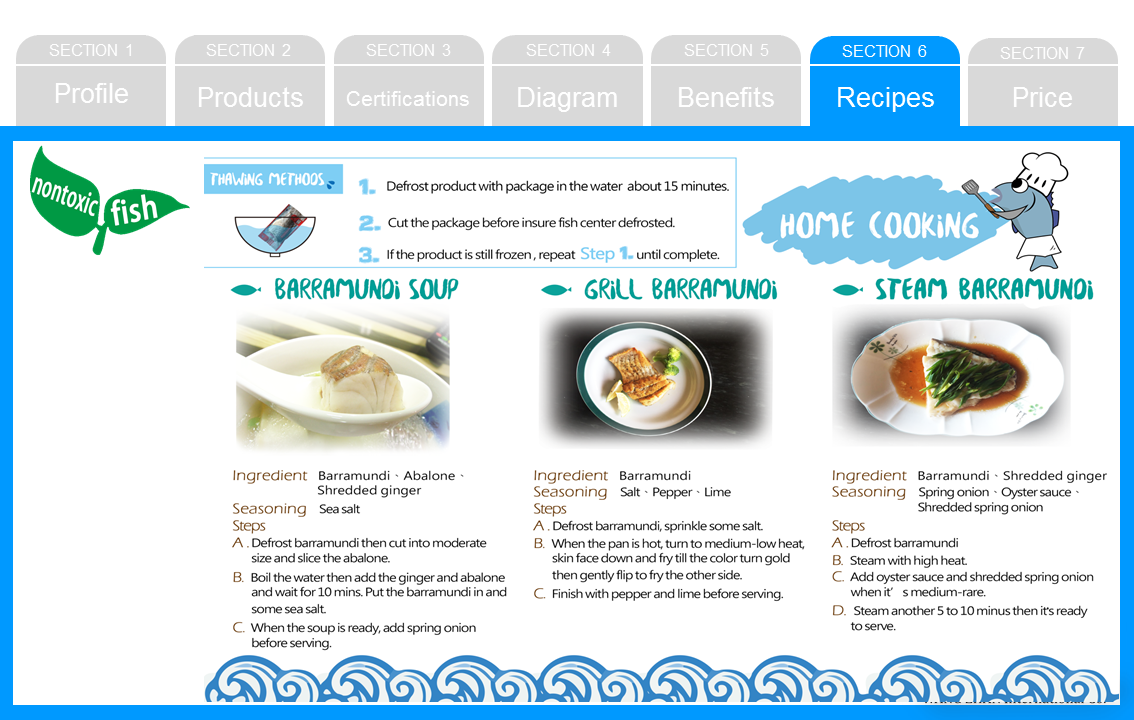 SECTION 1
SECTION 2
SECTION 3
SECTION 4
SECTION 5
SECTION 6
SECTION 7
Profile
Products
Certifications
Diagram
Benefits
Recipes
Price
nontoxic fish
THAWING METHODS
1. Defrost product with package in the water about 15 minutes.
2. Cut the package before insure fish center defrosted.
3. If the product is still frozen , repeat Step 1. until complete.
HOME COOKING
BARRAMUNDi SOUP
Ingredient Barramundi、Abalone、
Shredded ginger
Seasoning Sea salt
Steps
A . Defrost barramundi then cut into moderate
size and slice the abalone.
B. Boil the water then add the ginger and abalone
and wait for 10 mins. Put the barramundi in and
some sea salt.
C. When the soup is ready, add spring onion
before serving.
GRiLL BARRAMUNDi
Ingredient Barramundi
Seasoning Salt、Pepper、Lime
Steps
A . Defrost barramundi, sprinkle some salt.
B. When the pan is hot, turn to medium-low heat,
skin face down and fry till the color turn gold
then gently flip to fry the other side.
C. Finish with pepper and lime before serving.
STEAM BARRAMUNDi
Ingredient Barramundi、Shredded ginger
Seasoning Spring onion、Oyster sauce、
Shredded spring onion
Steps
A . Defrost barramundi
B. Steam with high heat.
C. Add oyster sauce and shredded spring onion
when it’ s medium-rare.
D. Steam another 5 to 10 minus then it's ready
to serve.